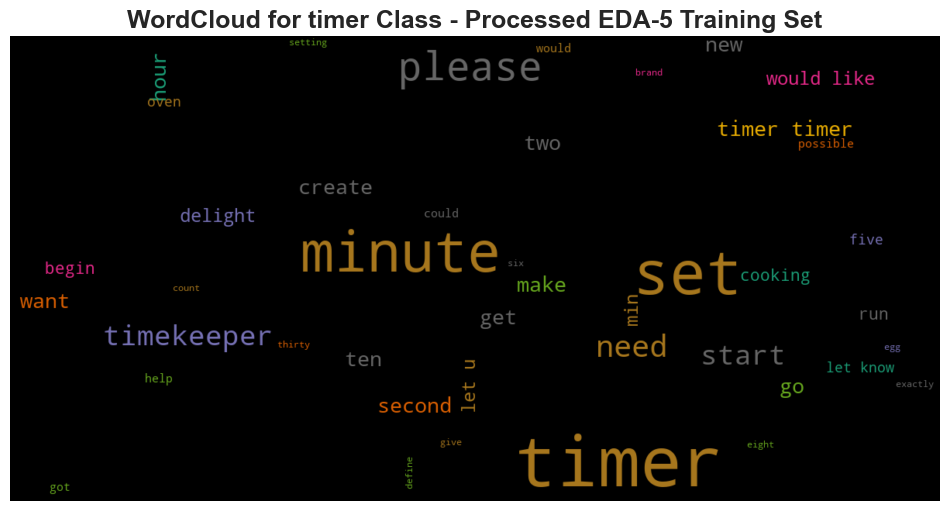 WordCloud for timer Class - Processed EDA-5 Training Set
setting
would
new
please
hour
brand
would like
oven
timer timer
two
possible
create
delight
could
five
minute
begin
six
set
cooking
make
count
want
min
get
run
timekeeper
thirty
need
start
egg
ten
let know
help
let u
go
exactly
second
timer
give
eight
define
got